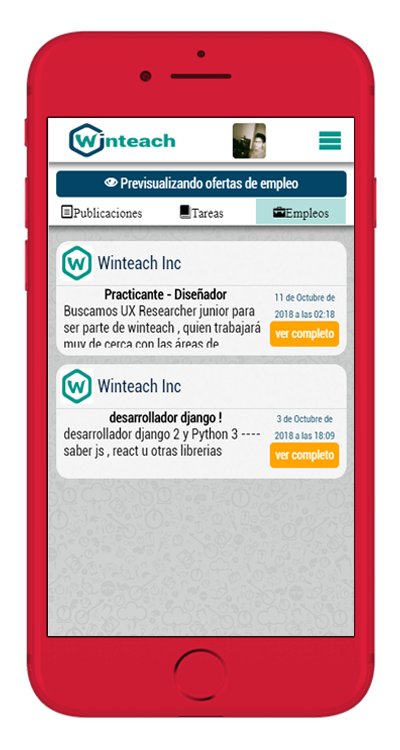 Winteach
Previsualizando ofertas de empleo
Publicaciones
Tareas
Empleos
Winteach Inc
Practicante - Diseñador
Buscamos UX Researcher junior para
ser parte de winteach , quien trabajará
muy de cerca con las áreas de
11 de Octubre de
2018 a las 02:18
ver completo
Winteach Inc
desarrollador django !
desarrollador django 2 y Python 3 ----
saber js , react u otras librerias
3 de Octubre de
2018 a las 18:09
ver completo